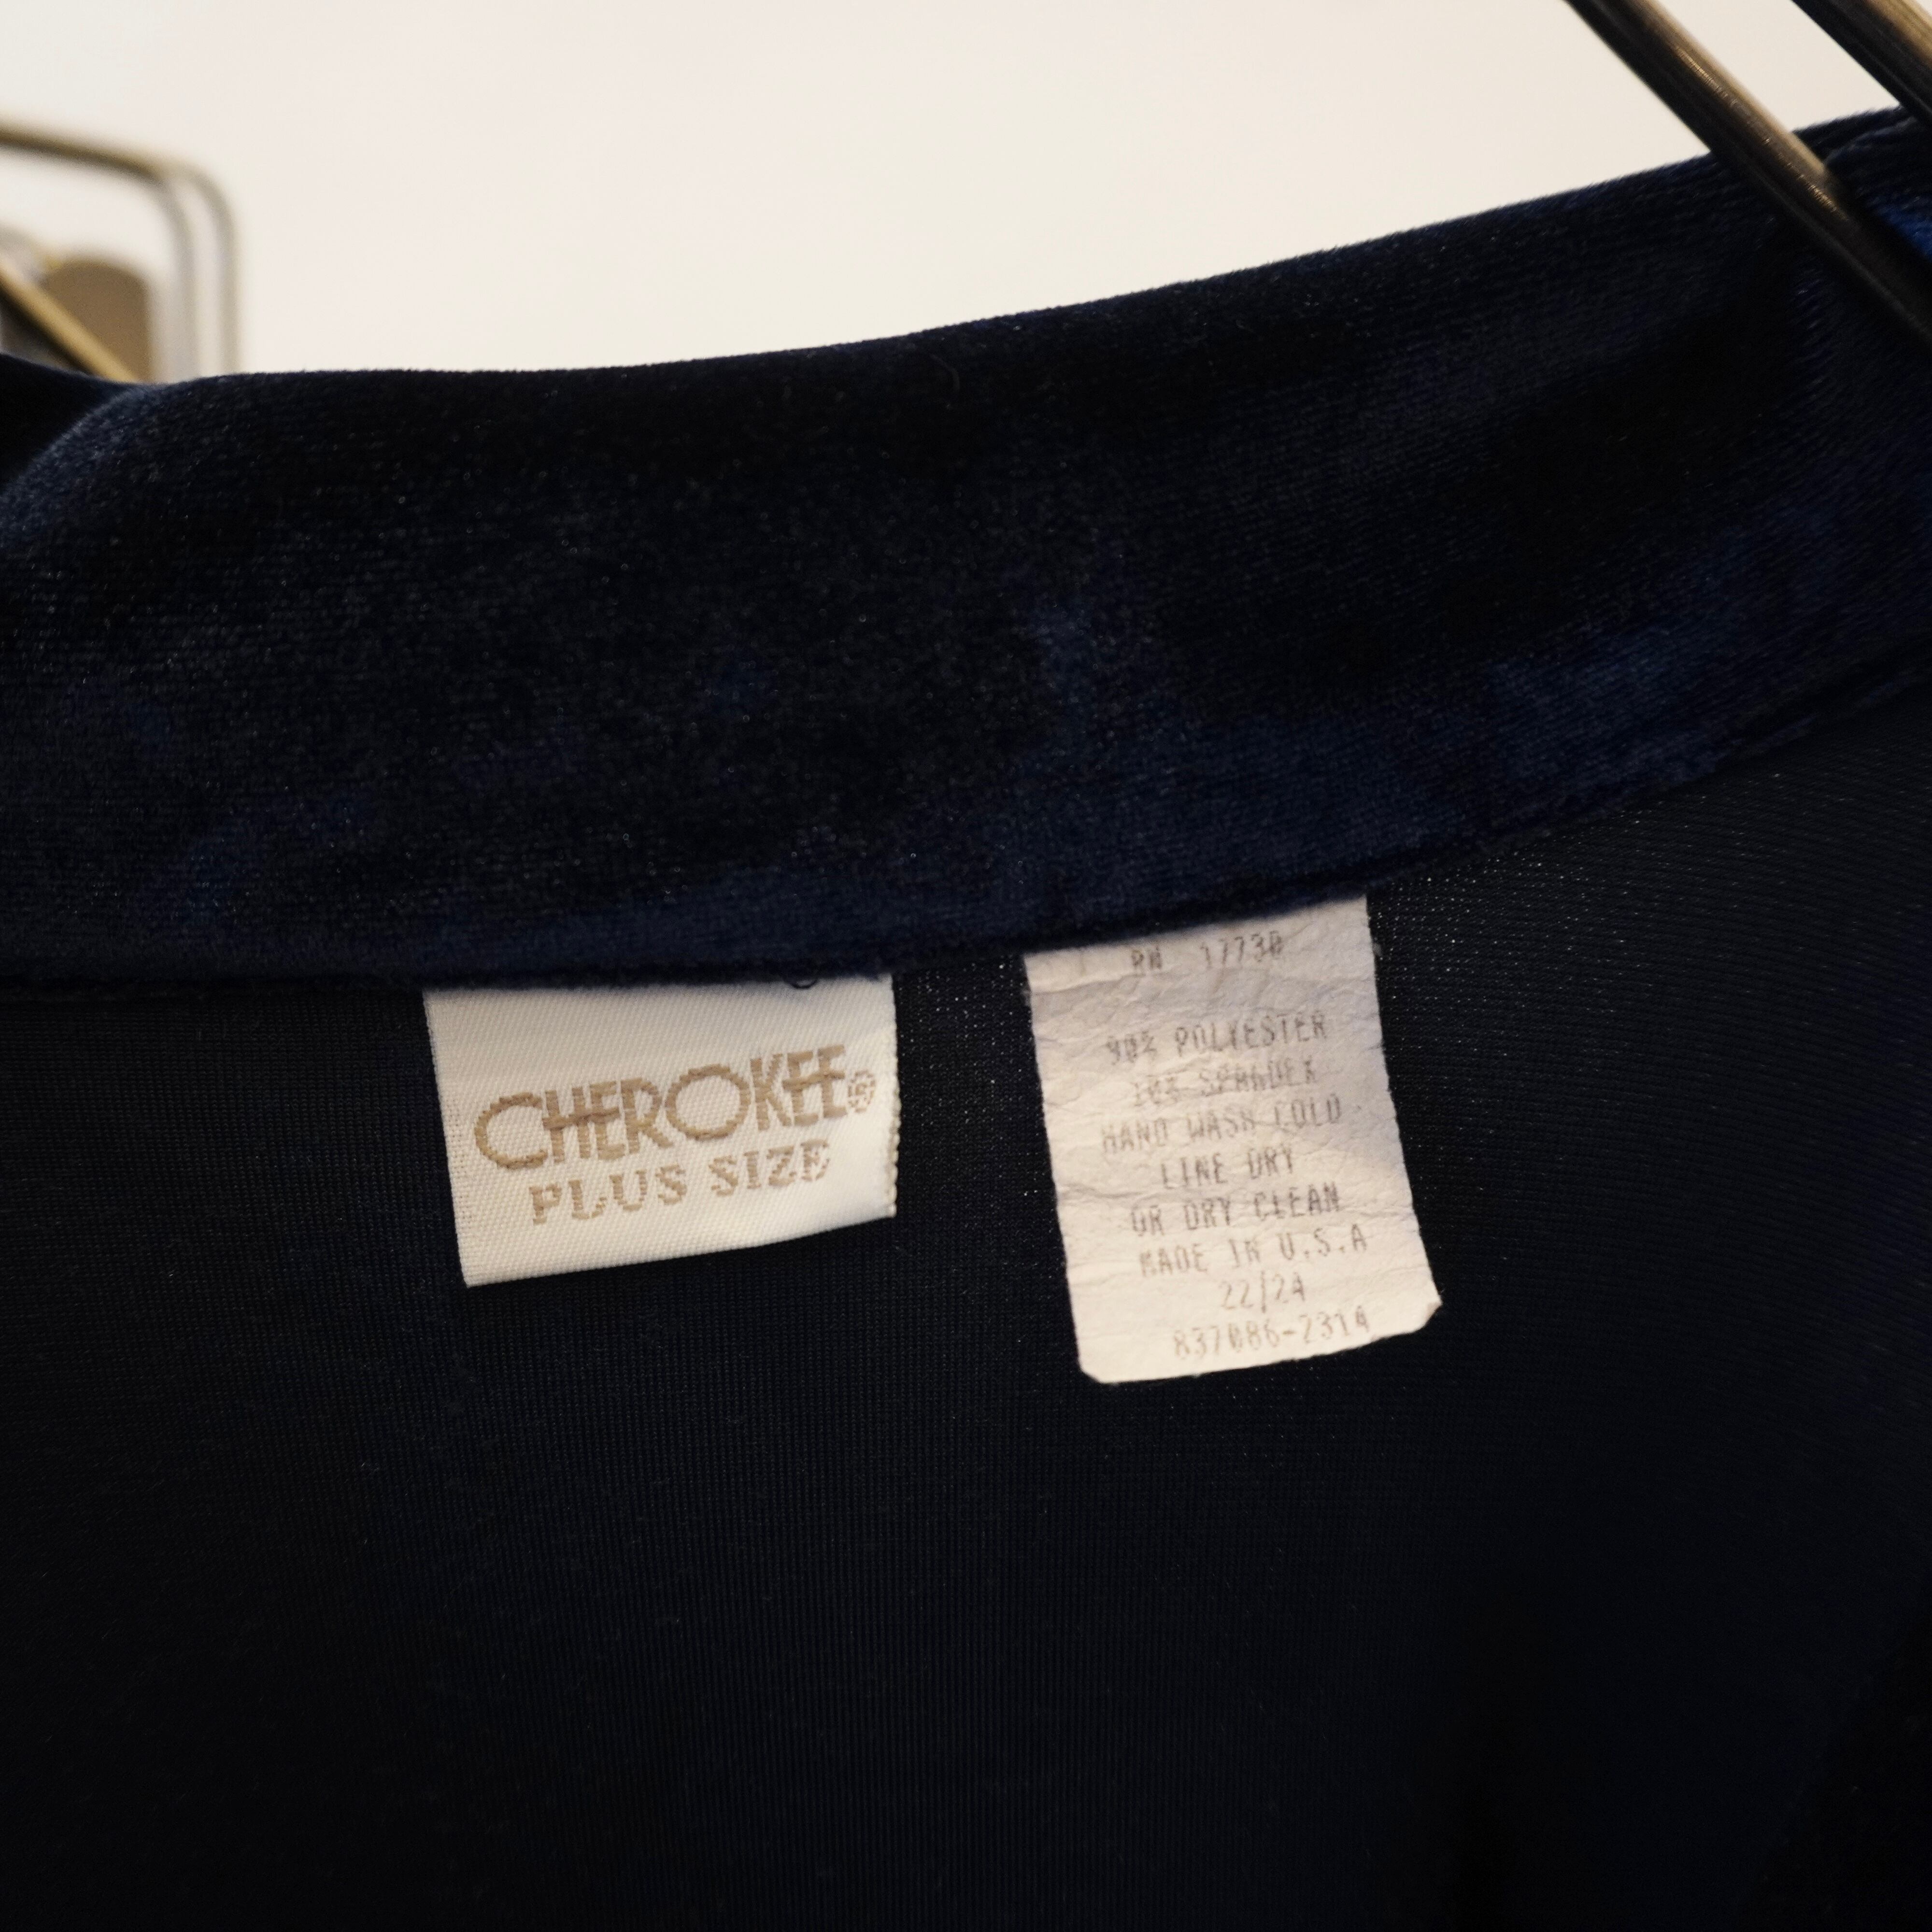 CHEROKEE®
PLUS SIZE
RN 17730
90% POLYESTER
10% SPANDEX
HAND WASH COLD
LINE DRY
OR DRY CLEAN
MADE IN U.S.A
22/24
837086-2314